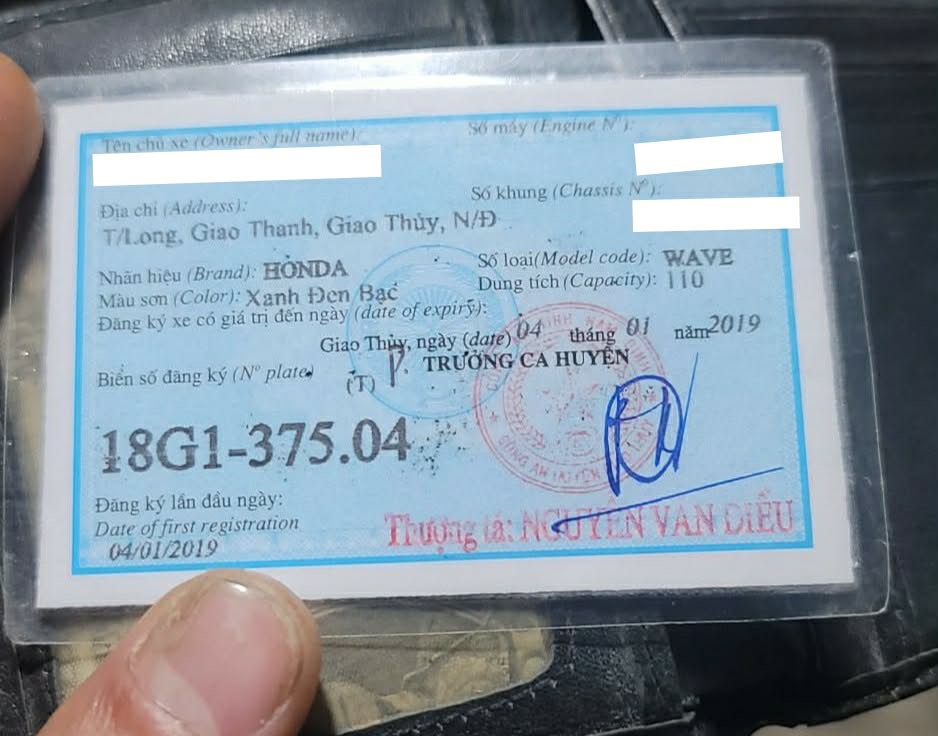 Tên chủ xe (Owner's full name):
Số máy (Engine Nº):
Số khung (Chassis Nº):
Địa chỉ (Address):
T/Long, Giao Thanh, Giao Thủy, N/Đ
Nhãn hiệu (Brand): HONDA
Số loại(Model code): WAVE
Màu sơn (Color): Xanh Đen Bạc
Dung tích (Capacity): 110
Đăng ký xe có giá trị đến ngày (date of expiry):
Giao Thủy, ngày (date) 04 tháng 01 năm 2019
Biển số đăng ký (Nº plate)
(T) P. TRƯỞNG CA HUYỆN
18G1-375.04
Đăng ký lần đầu ngày:
Date of first registration
04/01/2019
Thượng tá: NGUYỄN VĂN DIỀU